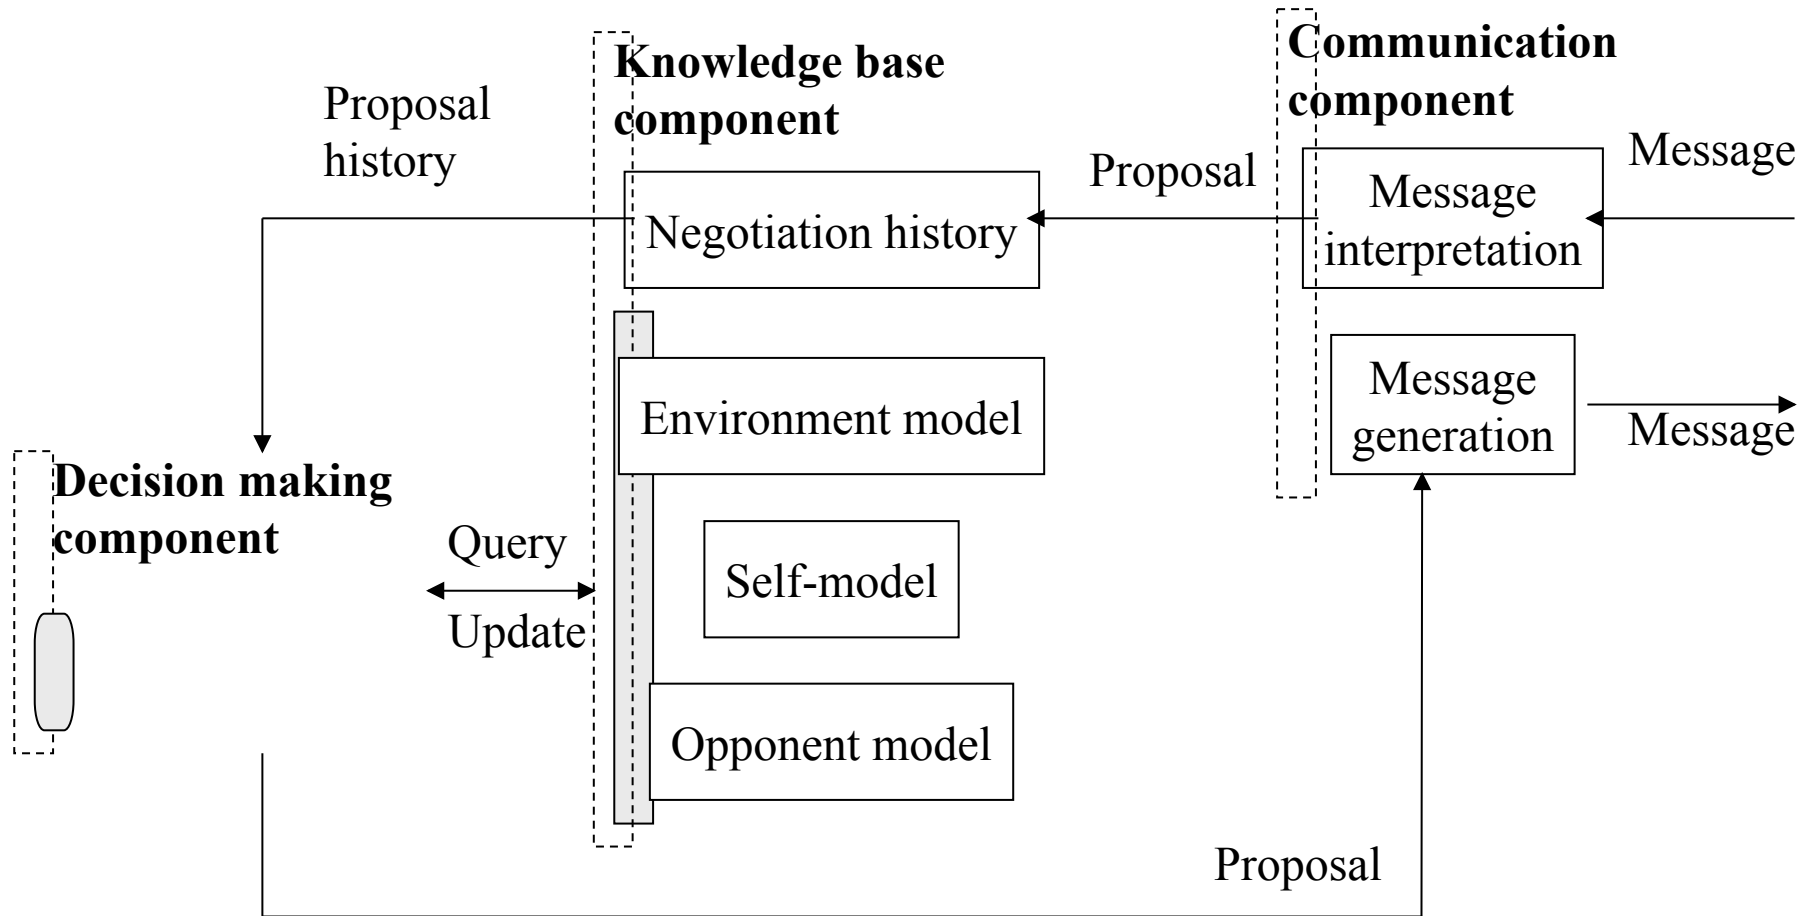 Knowledge base
component
Communication
component
Proposal
history
Proposal
Message
Message
interpretation
Negotiation history
Environment model
Message
generation
Message
Decision making
component
Query
Update
Self-model
Opponent model
Proposal